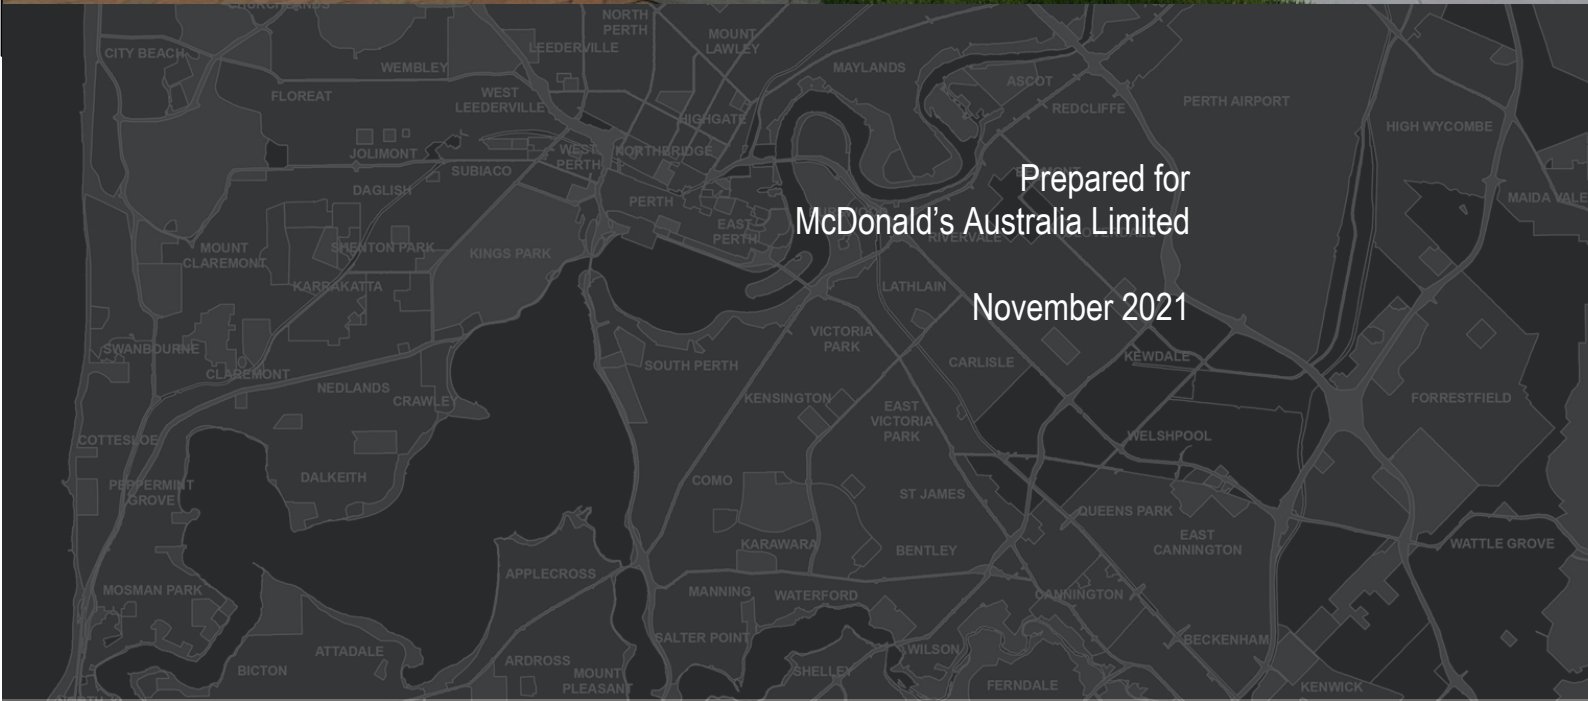 CITY BEACH
WEMBLEY
FLOREAT
WEST
LEEDERVILLE
LEEDERVILLE
NORTH
PERTH
MOUNT
LAWLEY
MAYLANDS
ASCOT
REDCLIFFE
PERTH AIRPORT
HIGH WYCOMBE
HIGHGATE
JOLIMONT
DAGLISH
SUBIACO
WEST
PERTH
NORTHBRIDGE
PERTH
EAST
PERTH
Prepared for
McDonald's Australia Limited
November 2021
RIVERVALE
MAIDA VALE
MOUNT
CLAREMONT
SHENTON PARK
KINGS PARK
KARRAKATTA
LATHLAIN
VICTORIA
PARK
CARLISLE
KEWDALE
SWANBOURNE
CLAREMONT
NEDLANDS
CRAWLEY
SOUTH PERTH
KENSINGTON
EAST
VICTORIA
PARK
FORRESTFIELD
WELSHPOOL
COTTESLOE
PEPPERMINT
GROVE
DALKEITH
COMO
ST JAMES
QUEENS PARK
EAST
CANNINGTON
WATTLE GROVE
KARAWARA
BENTLEY
APPLECROSS
MOSMAN PARK
MANNING
WATERFORD
CANNINGTON
SALTER POINT
BECKENHAM
WILSON
ATTADALE
BICTON
ARDROSS
MOUNT
PLEASANT
SHELLEY
FERNDALE
KENWICK